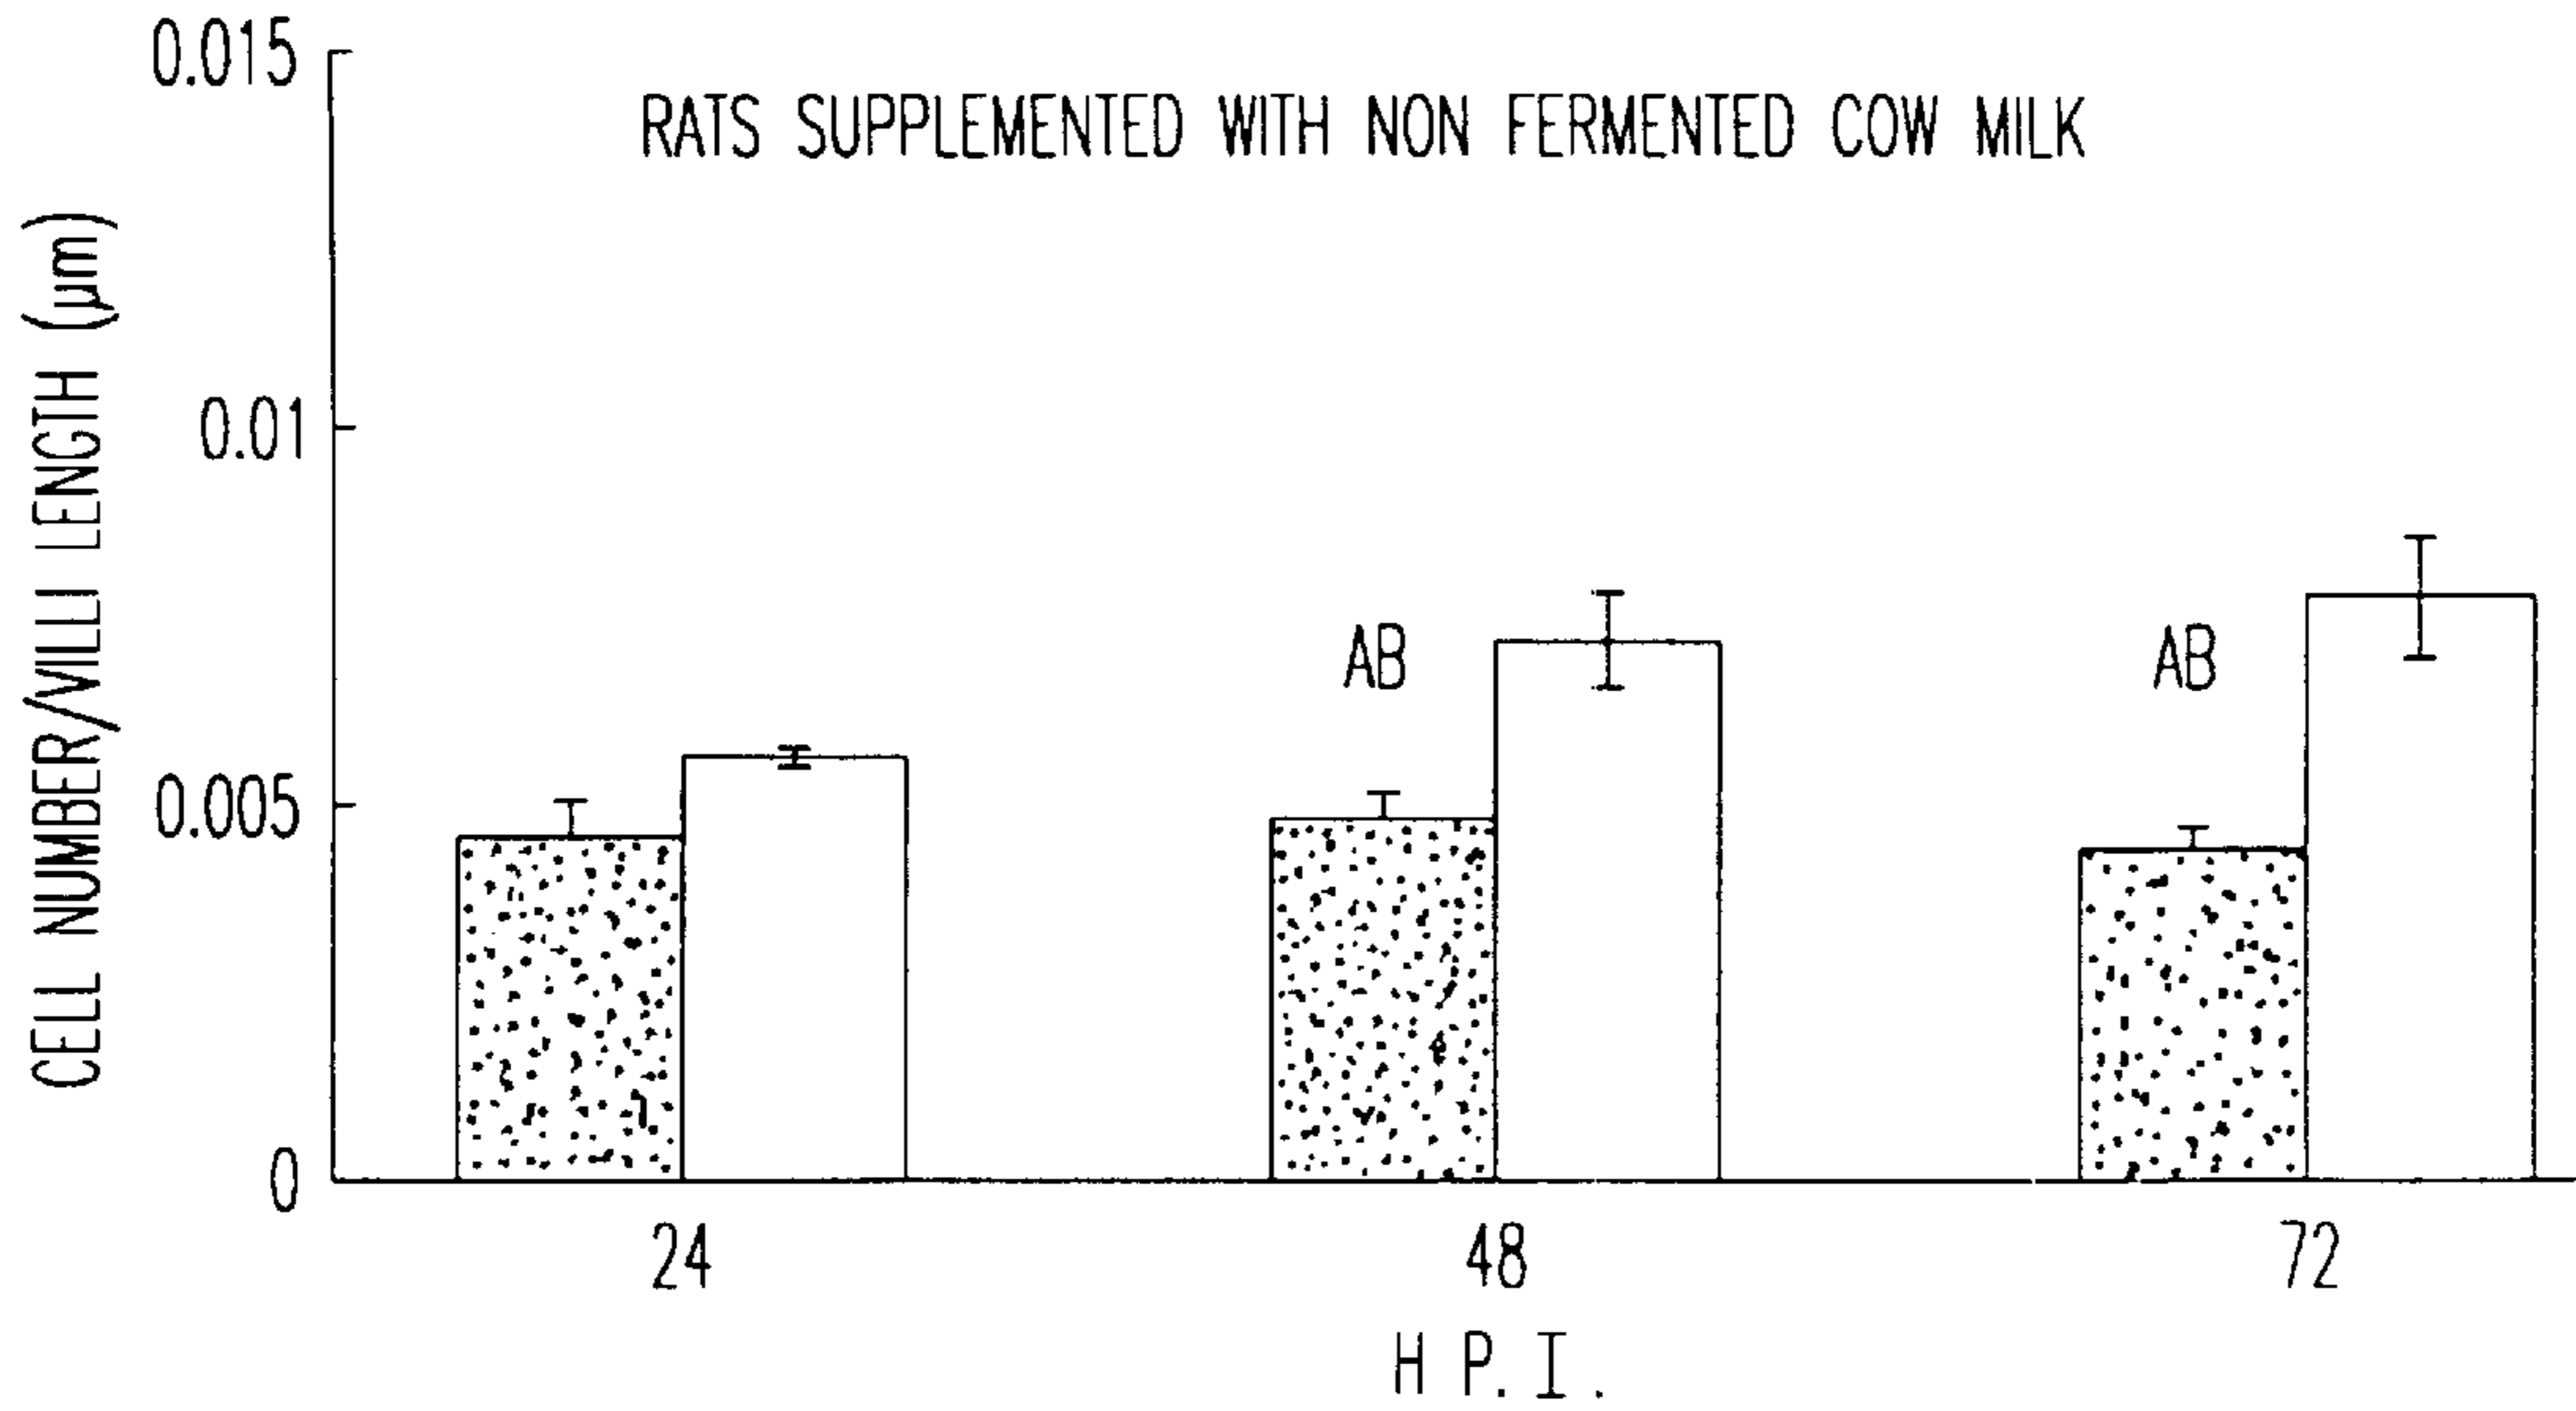 RATS SUPPLEMENTED WITH NON FERMENTED COW MILK
CELL NUMBER/VILLI LENGTH (µm)
0.015
0.01
0.005
0
AB
AB
24
48
72
H P. I .